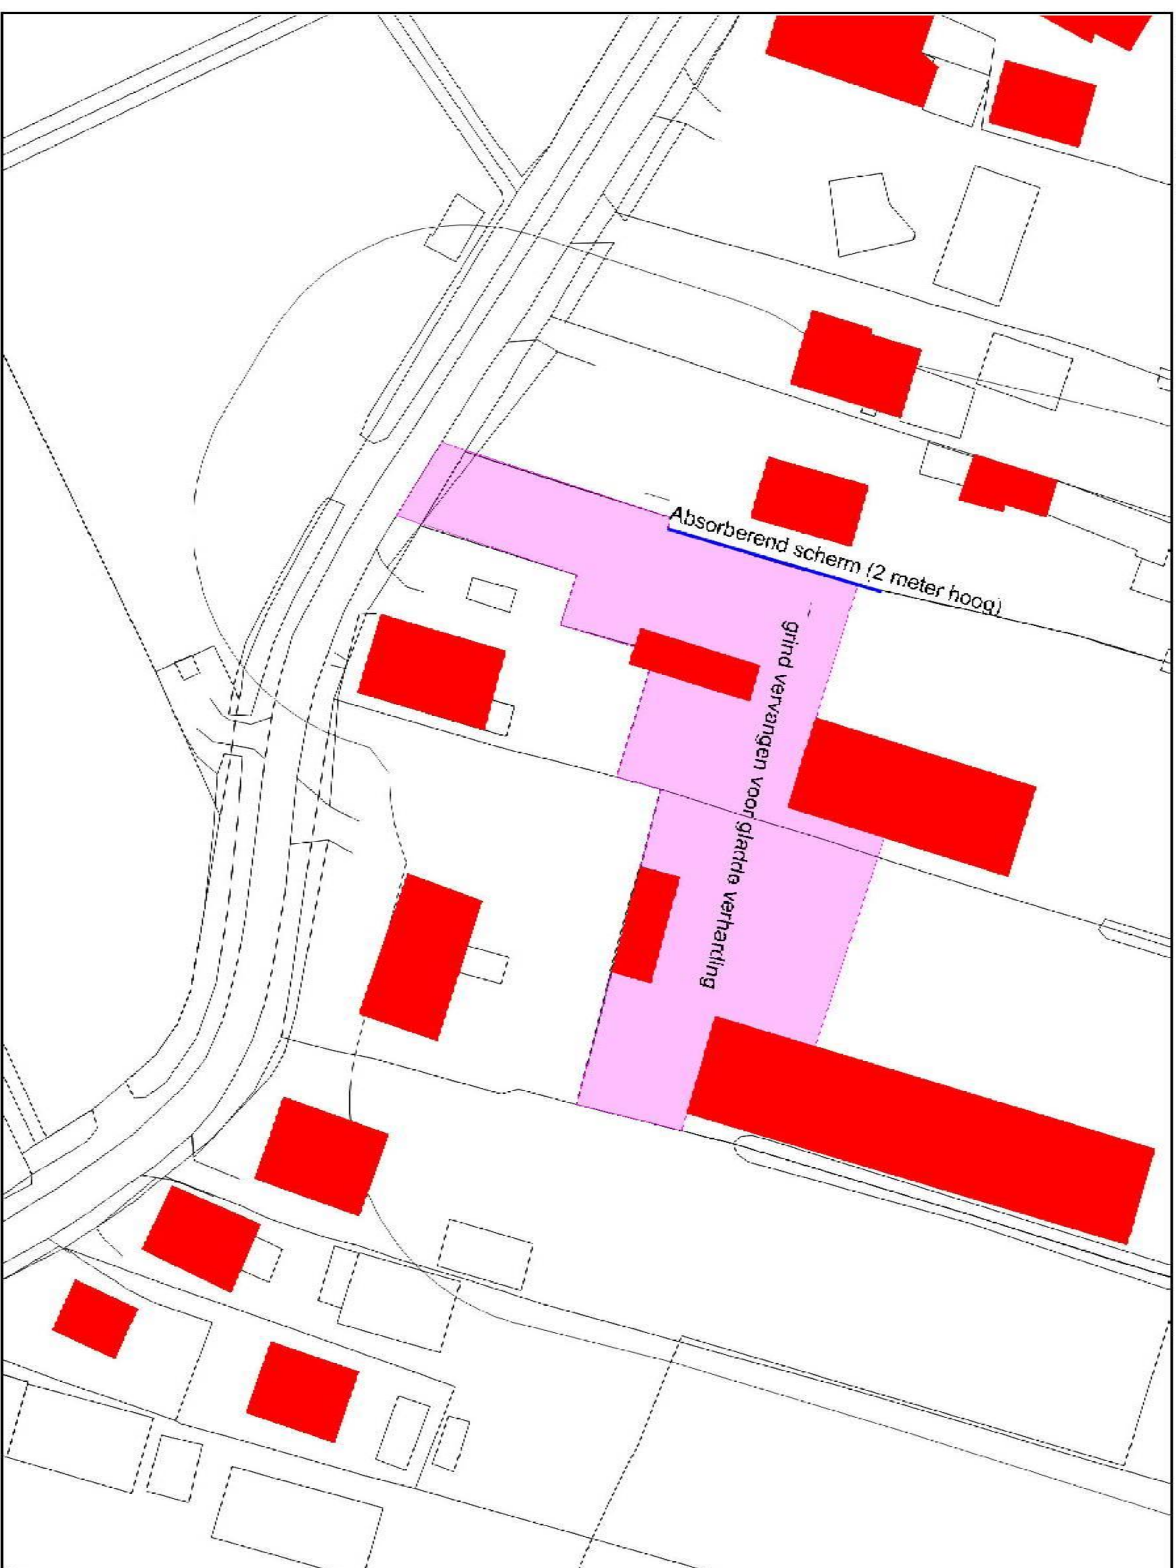 Absorberend scherm (2 meter hoog)
grind vervangen voor gladde verharding